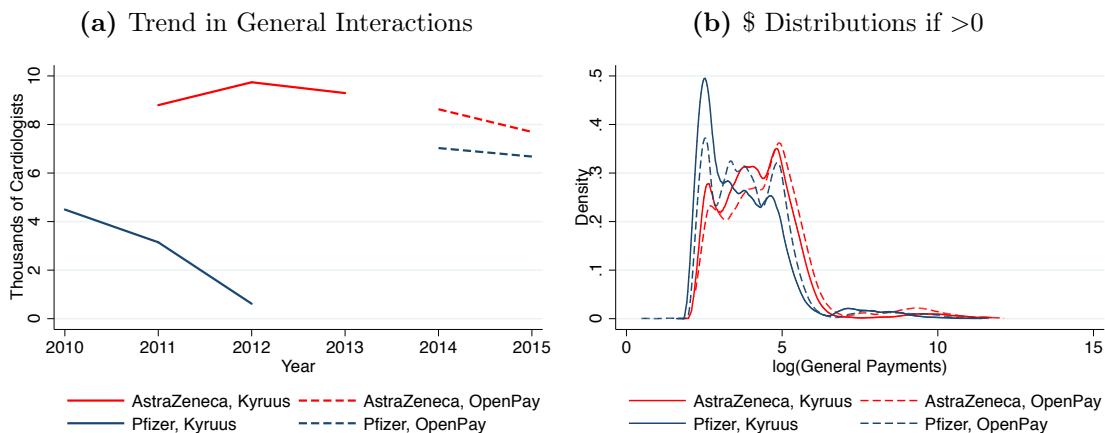 (a) Trend in General Interactions
Thousands of Cardiologists
10
8
6
4
2
0
2010 2011 2012 2013 2014 2015
Year
AstraZeneca, Kyruus AstraZeneca, OpenPay
Pfizer, Kyruus Pfizer, OpenPay
(b) $ Distributions if >0
Density
.5
.4
.3
.2
.1
0
0 5 10 15
log(General Payments)
AstraZeneca, Kyruus AstraZeneca, OpenPay
Pfizer, Kyruus Pfizer, OpenPay